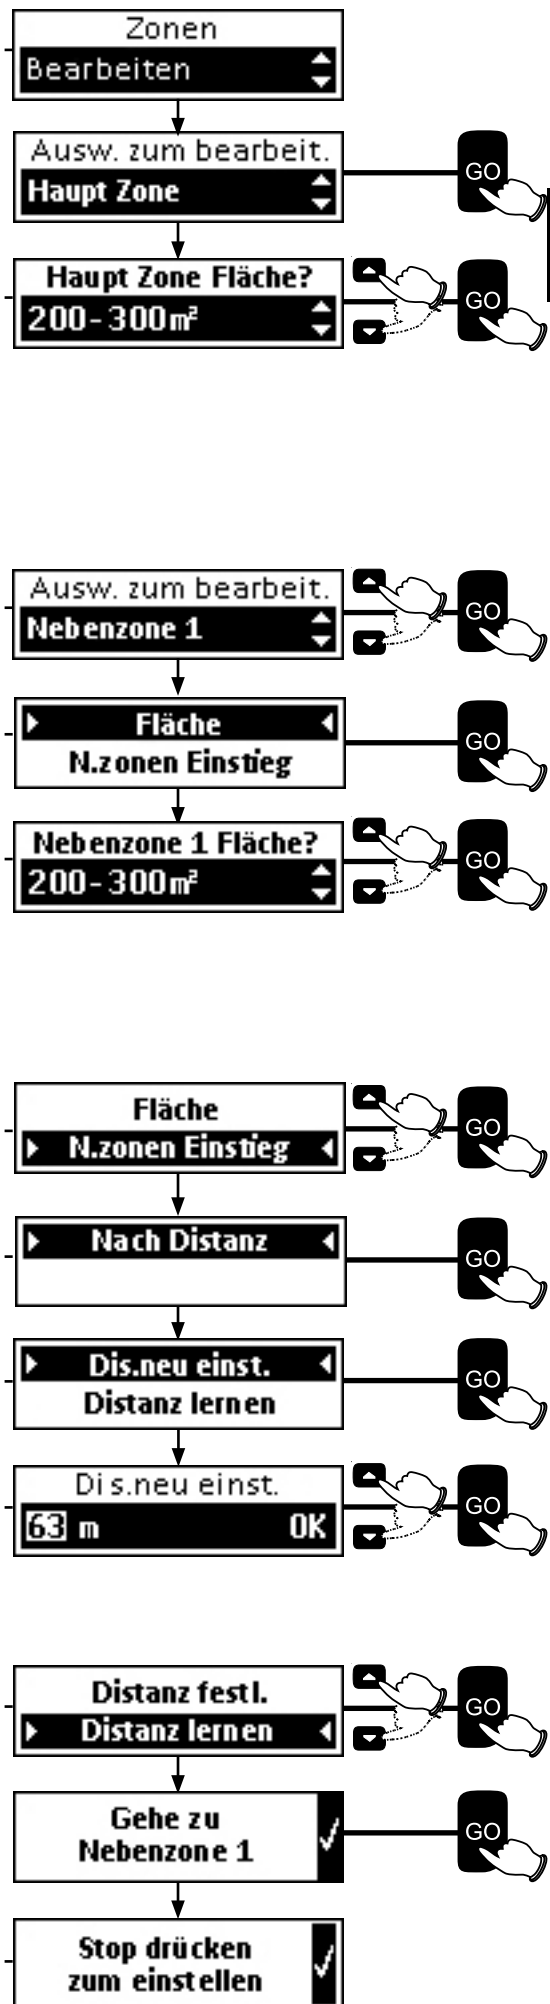 Zonen
Bearbeiten
Ausw. zum bearbeit.
Haupt Zone
GO
Haupt Zone Fläche?
200-300m²
GO
Ausw. zum bearbeit.
Nebenzone 1
GO
Fläche
N.zonen Einstieg
GO
Nebenzone 1 Fläche?
200-300m²
GO
Fläche
N.zonen Einstieg
GO
Nach Distanz
GO
Dis.neu einst.
Distanz lernen
GO
Dis.neu einst.
63 m OK
GO
Distanz festl.
Distanz lernen
GO
Gehe zu
Nebenzone 1
GO
Stop drücken
zum einstellen